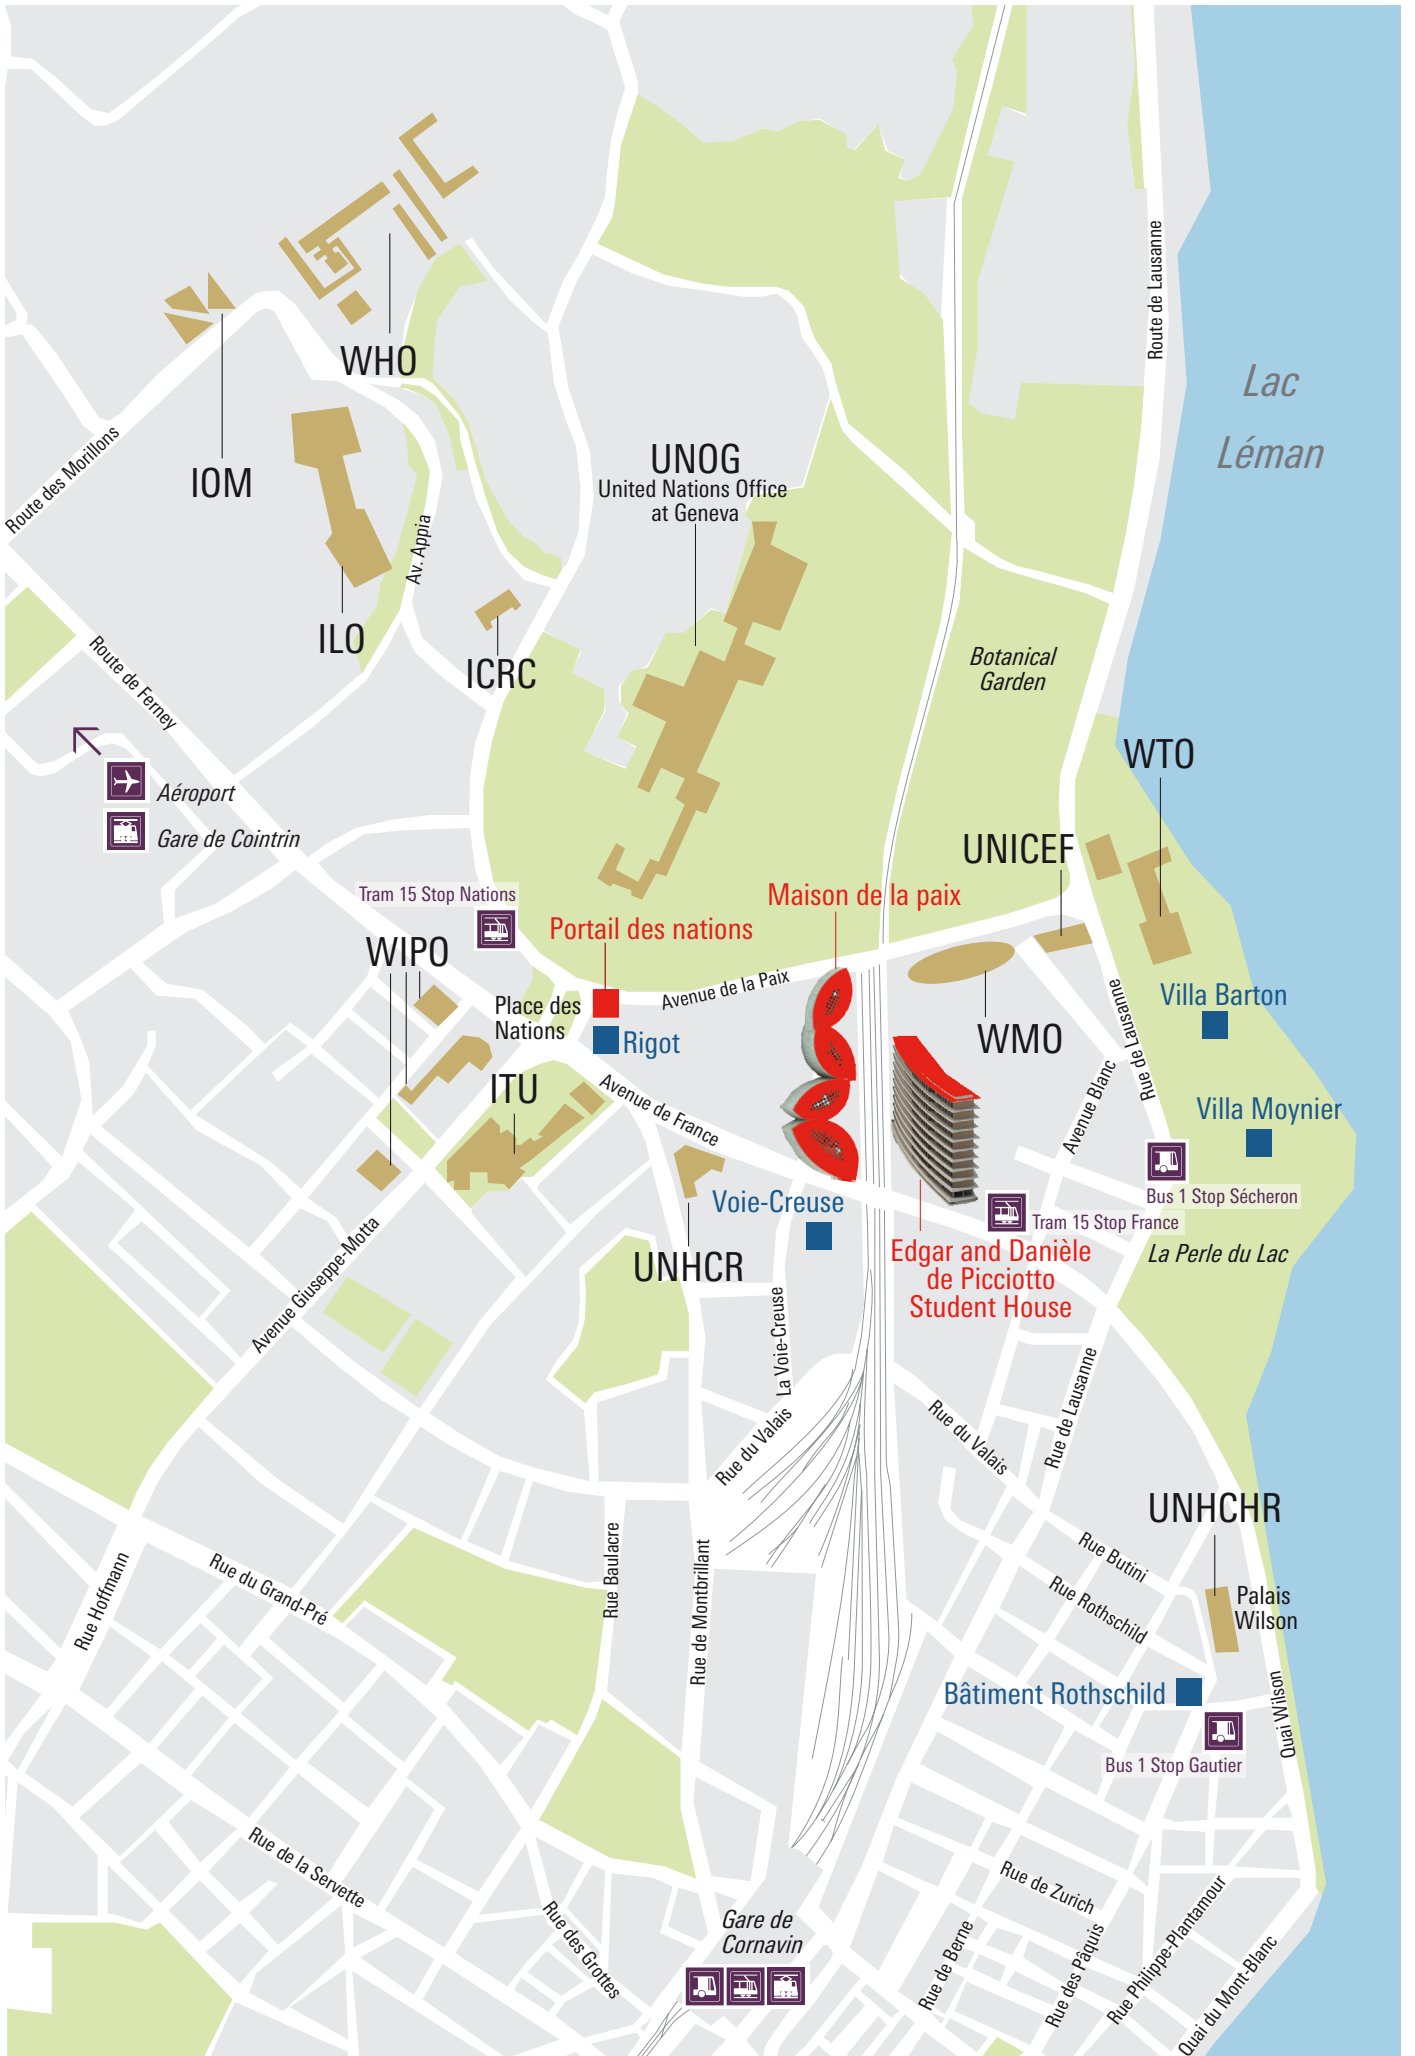 Route de Lausanne
WHO
Lac
Léman
IOM
Route des Morillons
UNOG
United Nations Office
at Geneva
Av. Appia
ILO
ICRC
Botanical
Garden
Route de Ferney
WTO
Aéroport
Gare de Cointrin
UNICEF
Tram 15 Stop Nations
Maison de la paix
Portail des nations
WIPO
Avenue de la Paix
Place des
Nations
Villa Barton
Rigot
WMO
Rue de Lausanne
ITU
Avenue de France
Avenue Blanc
Villa Moynier
Voie-Creuse
Bus 1 Stop Sécheron
Tram 15 Stop France
La Perle du Lac
UNHCR
Edgar and Danièle
de Picciotto
Student House
Avenue Giuseppe-Motta
La Voie-Creuse
Rue du Valais
Rue du Valais
Rue de Lausanne
UNHCHR
Rue Hoffmann
Rue du Grand-Pré
Rue Baulacre
Rue de Montbrillant
Rue Butini
Rue Rothschild
Palais
Wilson
Bâtiment Rothschild
Quai Wilson
Bus 1 Stop Gautier
Rue de la Servette
Rue des Grottes
Gare de
Cornavin
Rue de Zurich
Rue de Berne
Rue des Pâquis
Rue Philippe-Plantamour
Quai du Mont-Blanc